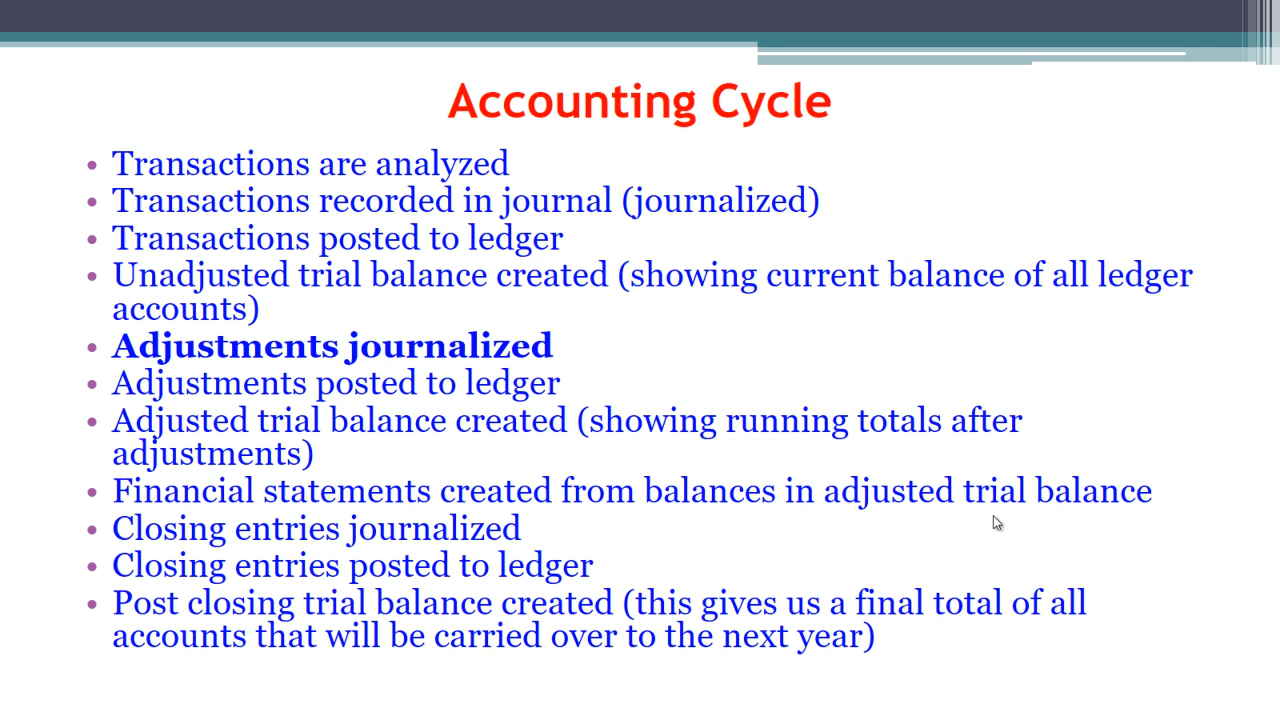 Accounting Cycle
• Transactions are analyzed
• Transactions recorded in journal (journalized)
• Transactions posted to ledger
• Unadjusted trial balance created (showing current balance of all ledger
accounts)
• Adjustments journalized
• Adjustments posted to ledger
• Adjusted trial balance created (showing running totals after
adjustments)
• Financial statements created from balances in adjusted trial balance
• Closing entries journalized
• Closing entries posted to ledger
• Post closing trial balance created (this gives us a final total of all
accounts that will be carried over to the next year)